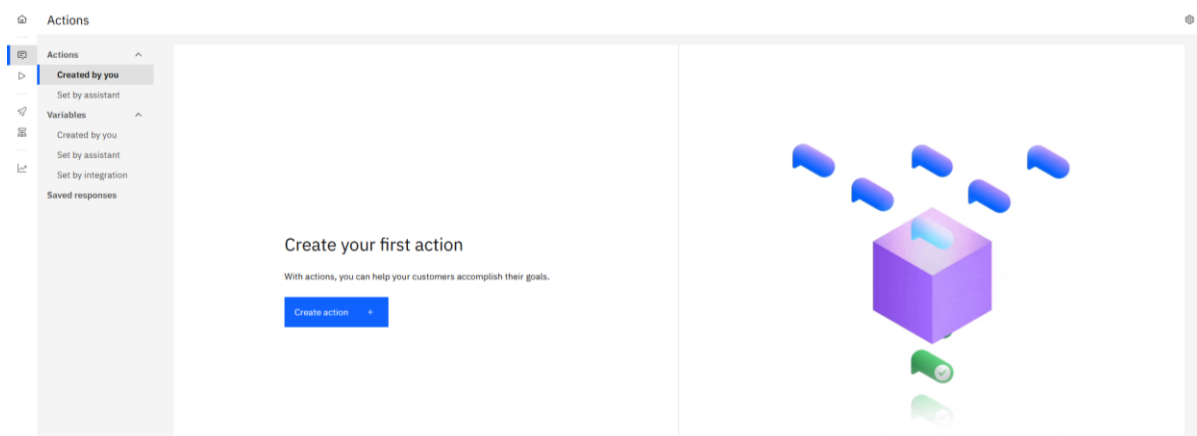 Actions
Actions
Created by you
Set by assistant
Variables
Created by you
Set by assistant
Set by integration
Saved responses
Create your first action
With actions, you can help your customers accomplish their goals.
Create action +